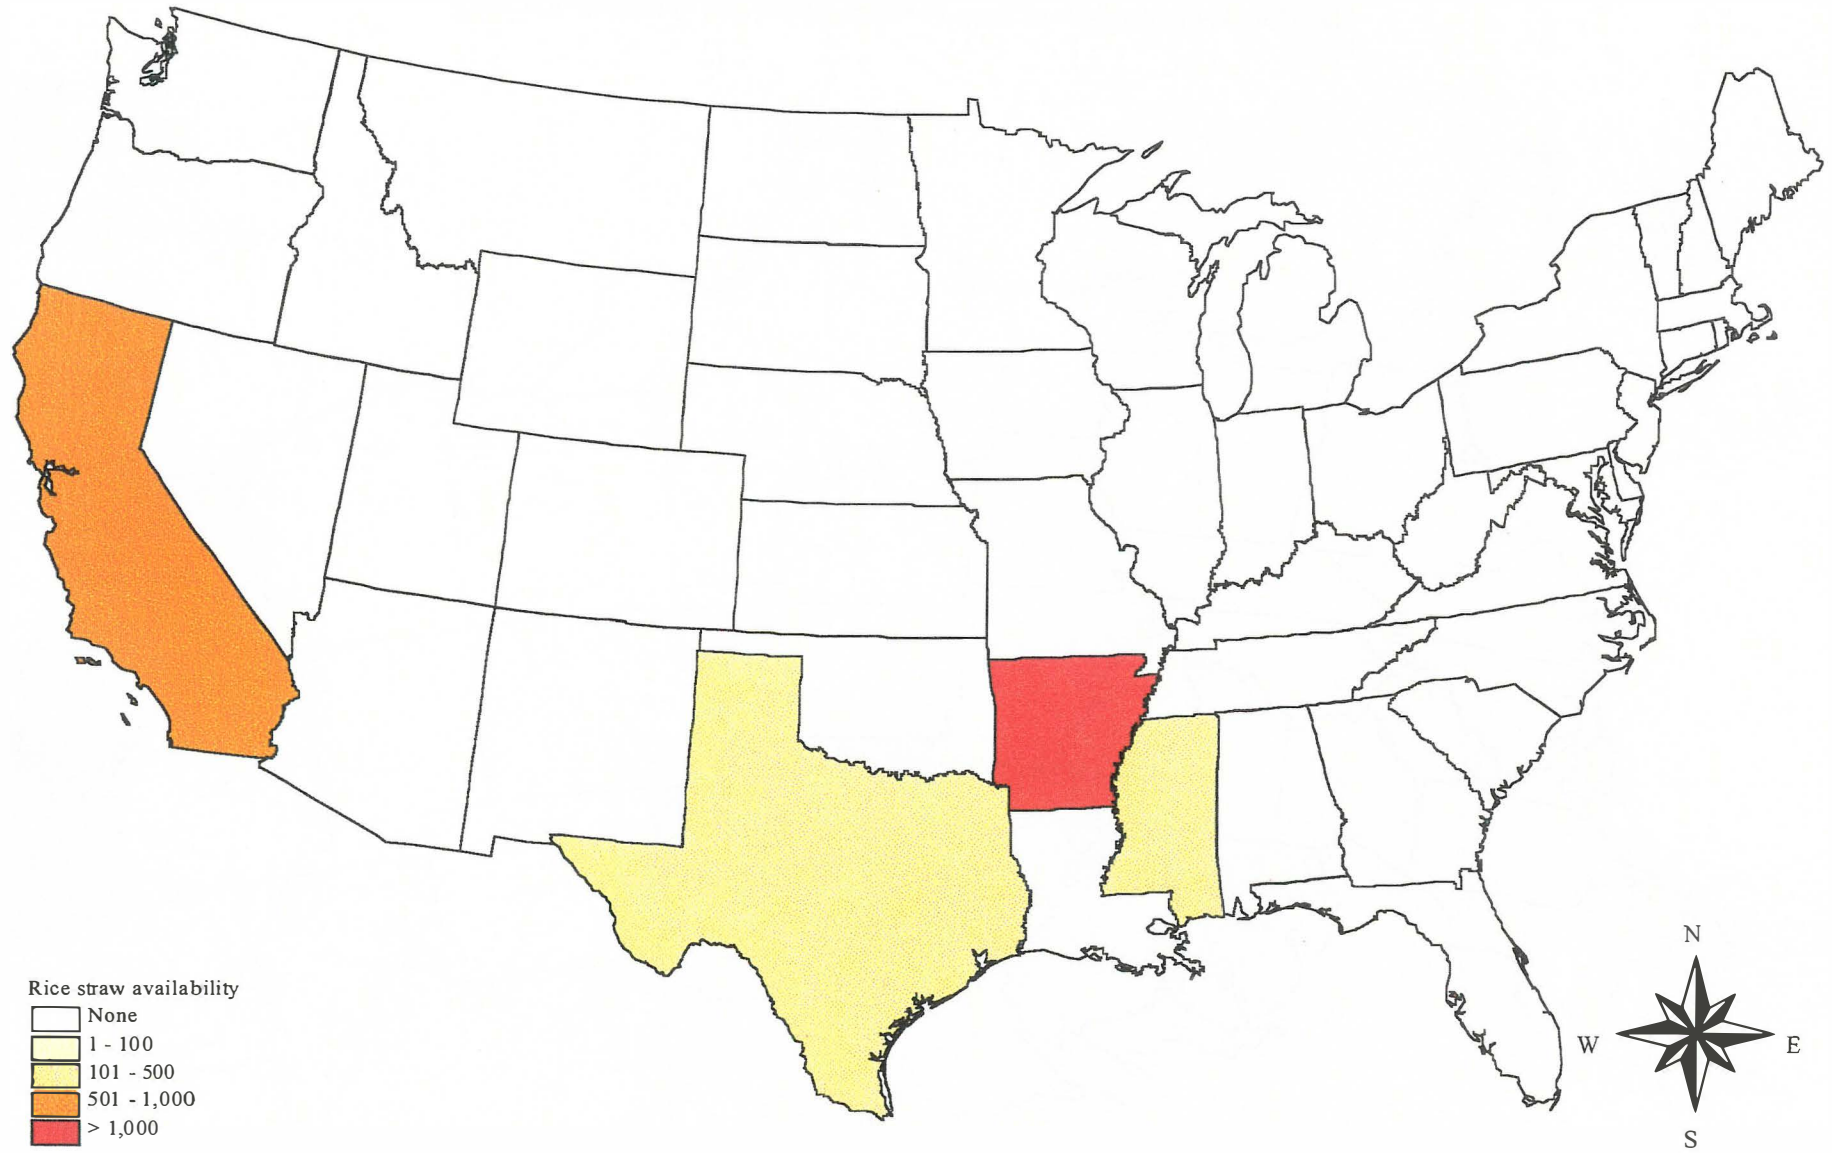 Rice straw availability
None
1 - 100
101 - 500
501 - 1,000
> 1,000
N
W
E
S